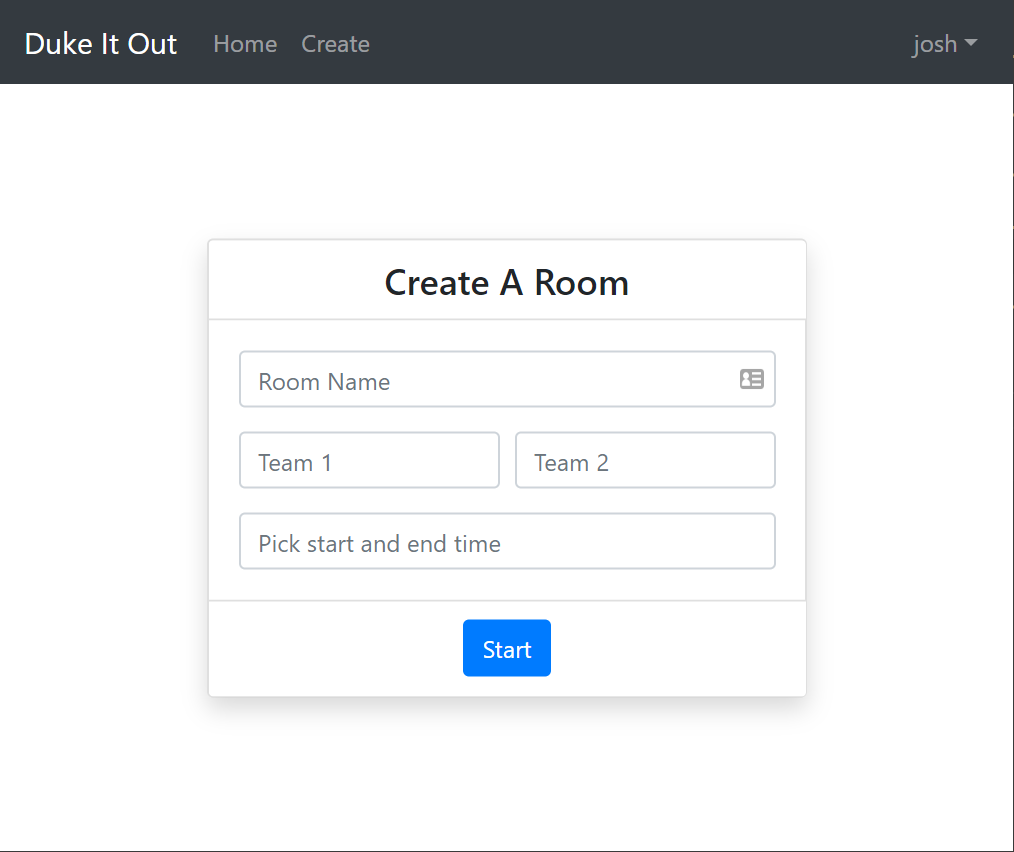 Duke It Out Home Create josh
Create A Room
Room Name
Team 1 Team 2
Pick start and end time
Start